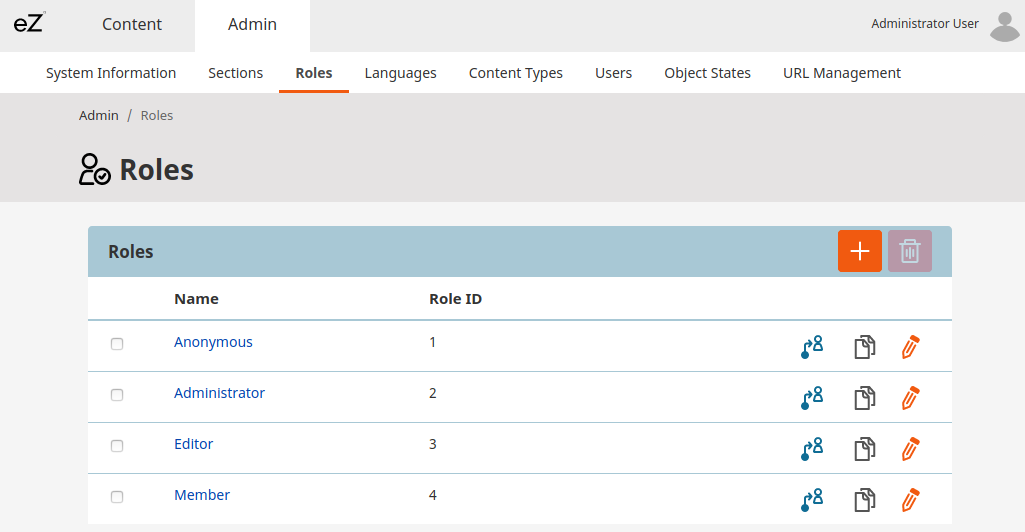 eZ Content Admin Administrator User
System Information Sections Roles Languages Content Types Users Object States URL Management
Admin / Roles
Roles
Roles
Name Role ID
Anonymous 1
Administrator 2
Editor 3
Member 4